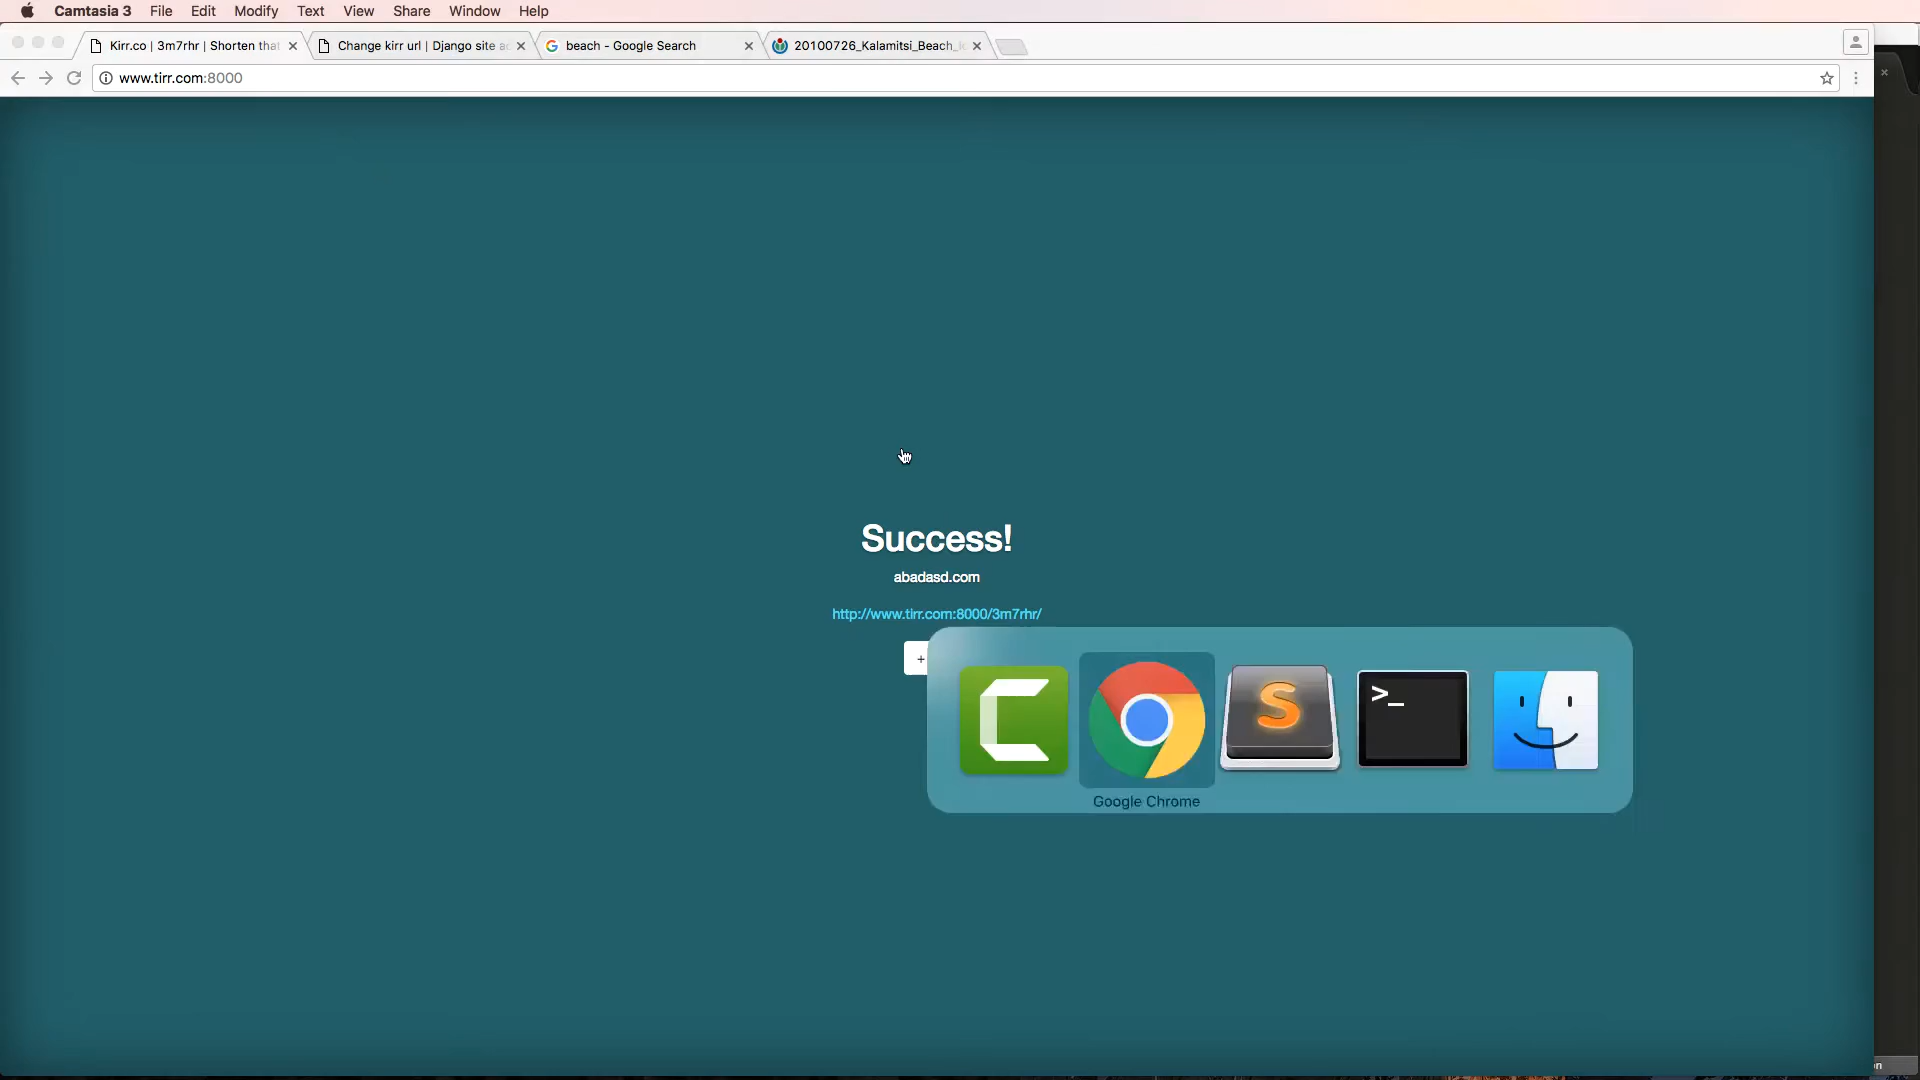 Camtasia 3 File Edit Modify Text View Share Window Help
Kirr.co | 3m7rhr | Shorten that
Change kirr url | Django site
beach - Google Search
20100726_Kalamitsi_Beach_
www.tirr.com:8000
Success!
abadasd.com
http://www.tirr.com:8000/3m7rhr/
+
S
>_
Google Chrome